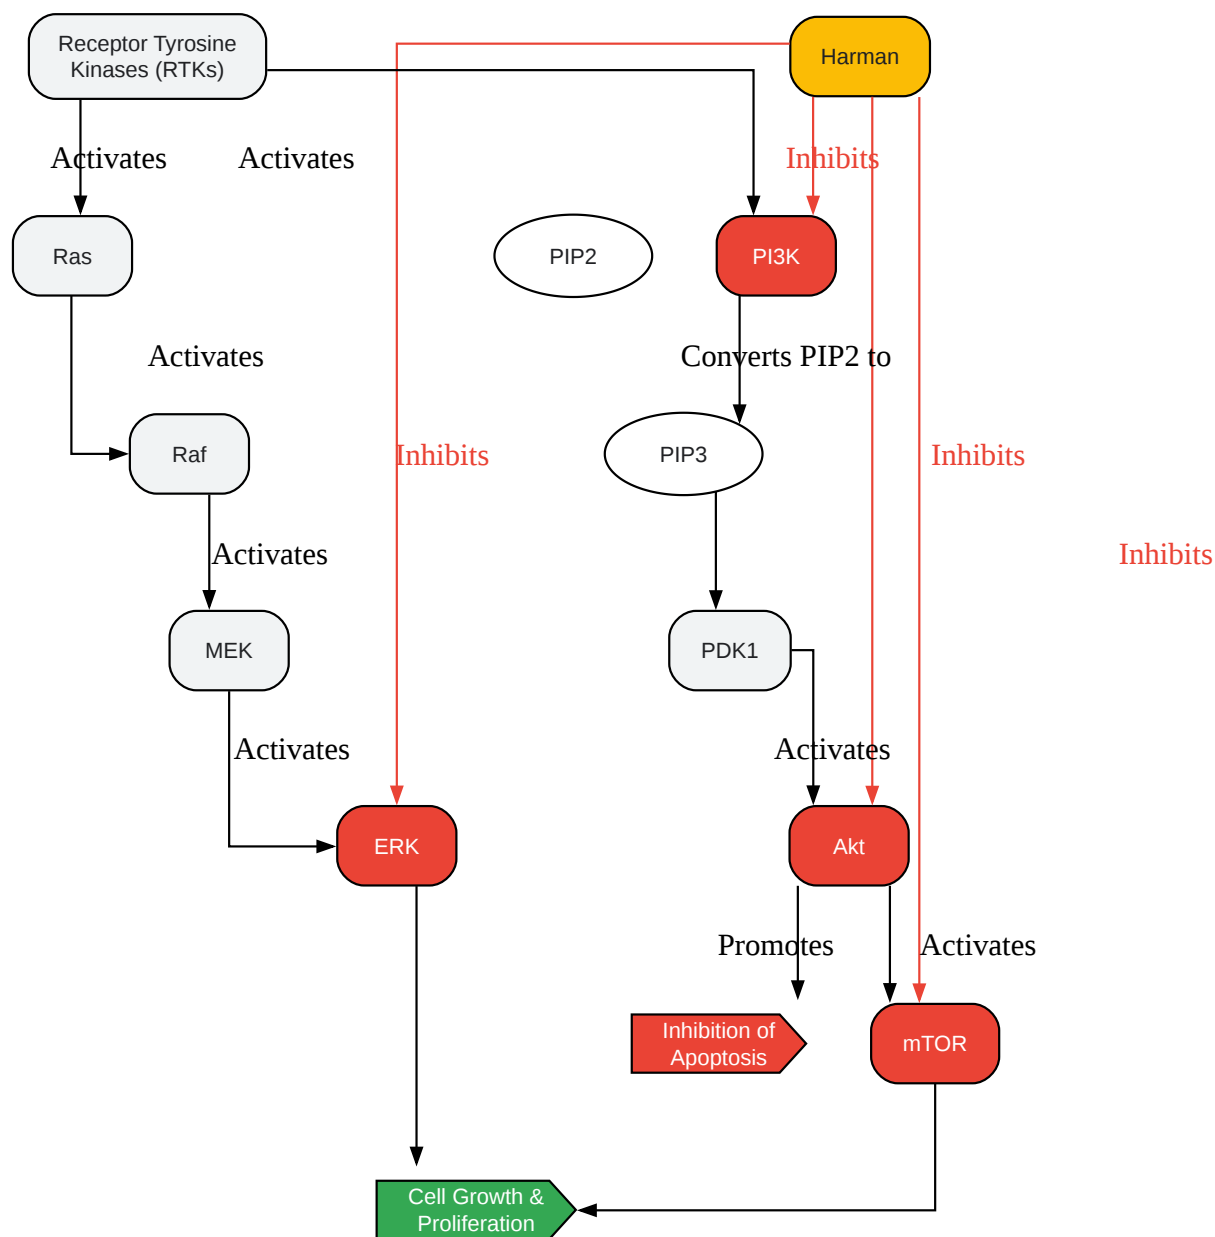 Receptor Tyrosine
Kinases (RTKs)
Harman
Activates
Activates
Inhibits
Ras
PIP2
PI3K
Activates
Converts PIP2 to
Raf
Inhibits
PIP3
Inhibits
Activates
Inhibits
MEK
PDK1
Activates
Activates
ERK
Akt
Promotes
Activates
Inhibition of
Apoptosis
mTOR
Cell Growth &
Proliferation